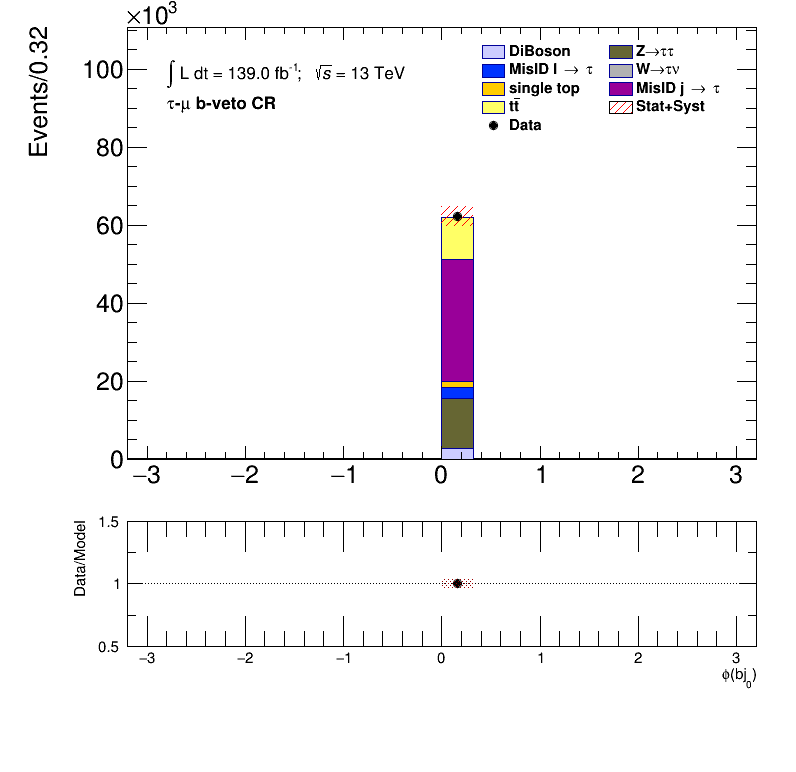 ×10³
Events/0.32
∫ L dt = 139.0 fb⁻¹; √s = 13 TeV
τ-μ b-veto CR
DiBoson
Z→ττ
MisID l → τ
W→τν
single top
MisID j → τ
tt̄
Stat+Syst
Data
100
80
60
40
20
0
−3 −2 −1 0 1 2 3
Data/Model
1.5
1
0.5
−3 −2 −1 0 1 2 3
ϕ(bj₀)